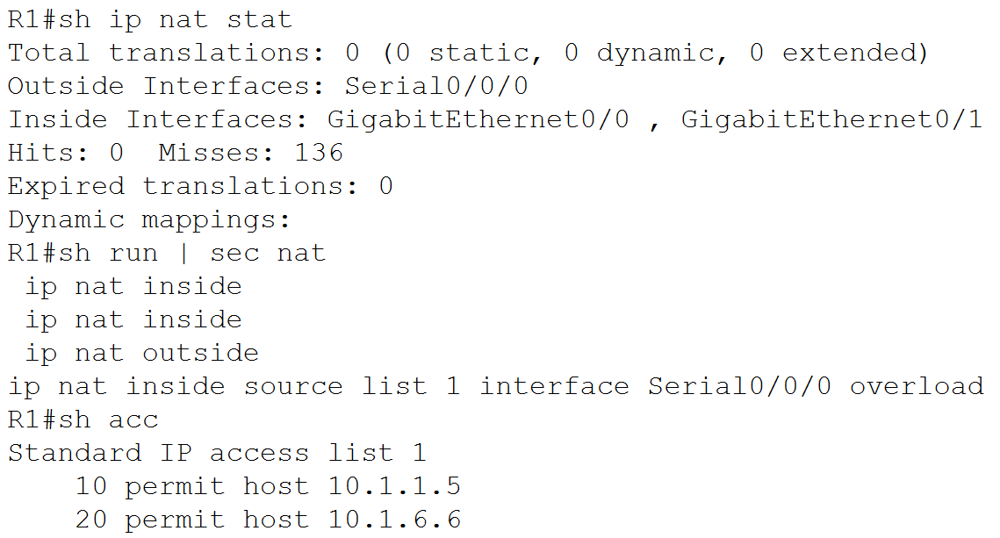 R1#sh ip nat stat
Total translations: 0 (0 static, 0 dynamic, 0 extended)
Outside Interfaces: Serial0/0/0
Inside Interfaces: GigabitEthernet0/0 , GigabitEthernet0/1
Hits: 0  Misses: 136
Expired translations: 0
Dynamic mappings:
R1#sh run | sec nat
 ip nat inside
 ip nat inside
 ip nat outside
ip nat inside source list 1 interface Serial0/0/0 overload
R1#sh acc
Standard IP access list 1
    10 permit host 10.1.1.5
    20 permit host 10.1.6.6